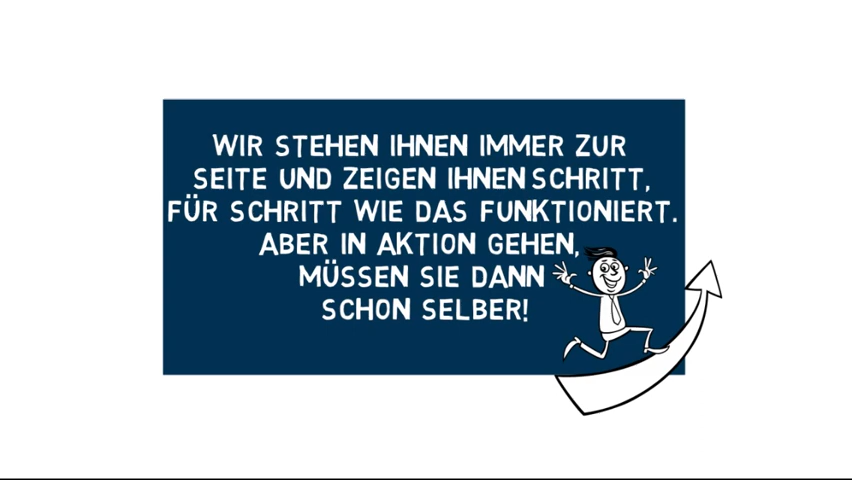 WIR STEHEN IHNEN IMMER ZUR
SEITE UND ZEIGEN IHNEN SCHRITT,
FÜR SCHRITT WIE DAS FUNKTIONIERT.
ABER IN AKTION GEHEN,
MÜSSEN SIE DANN
SCHON SELBER!